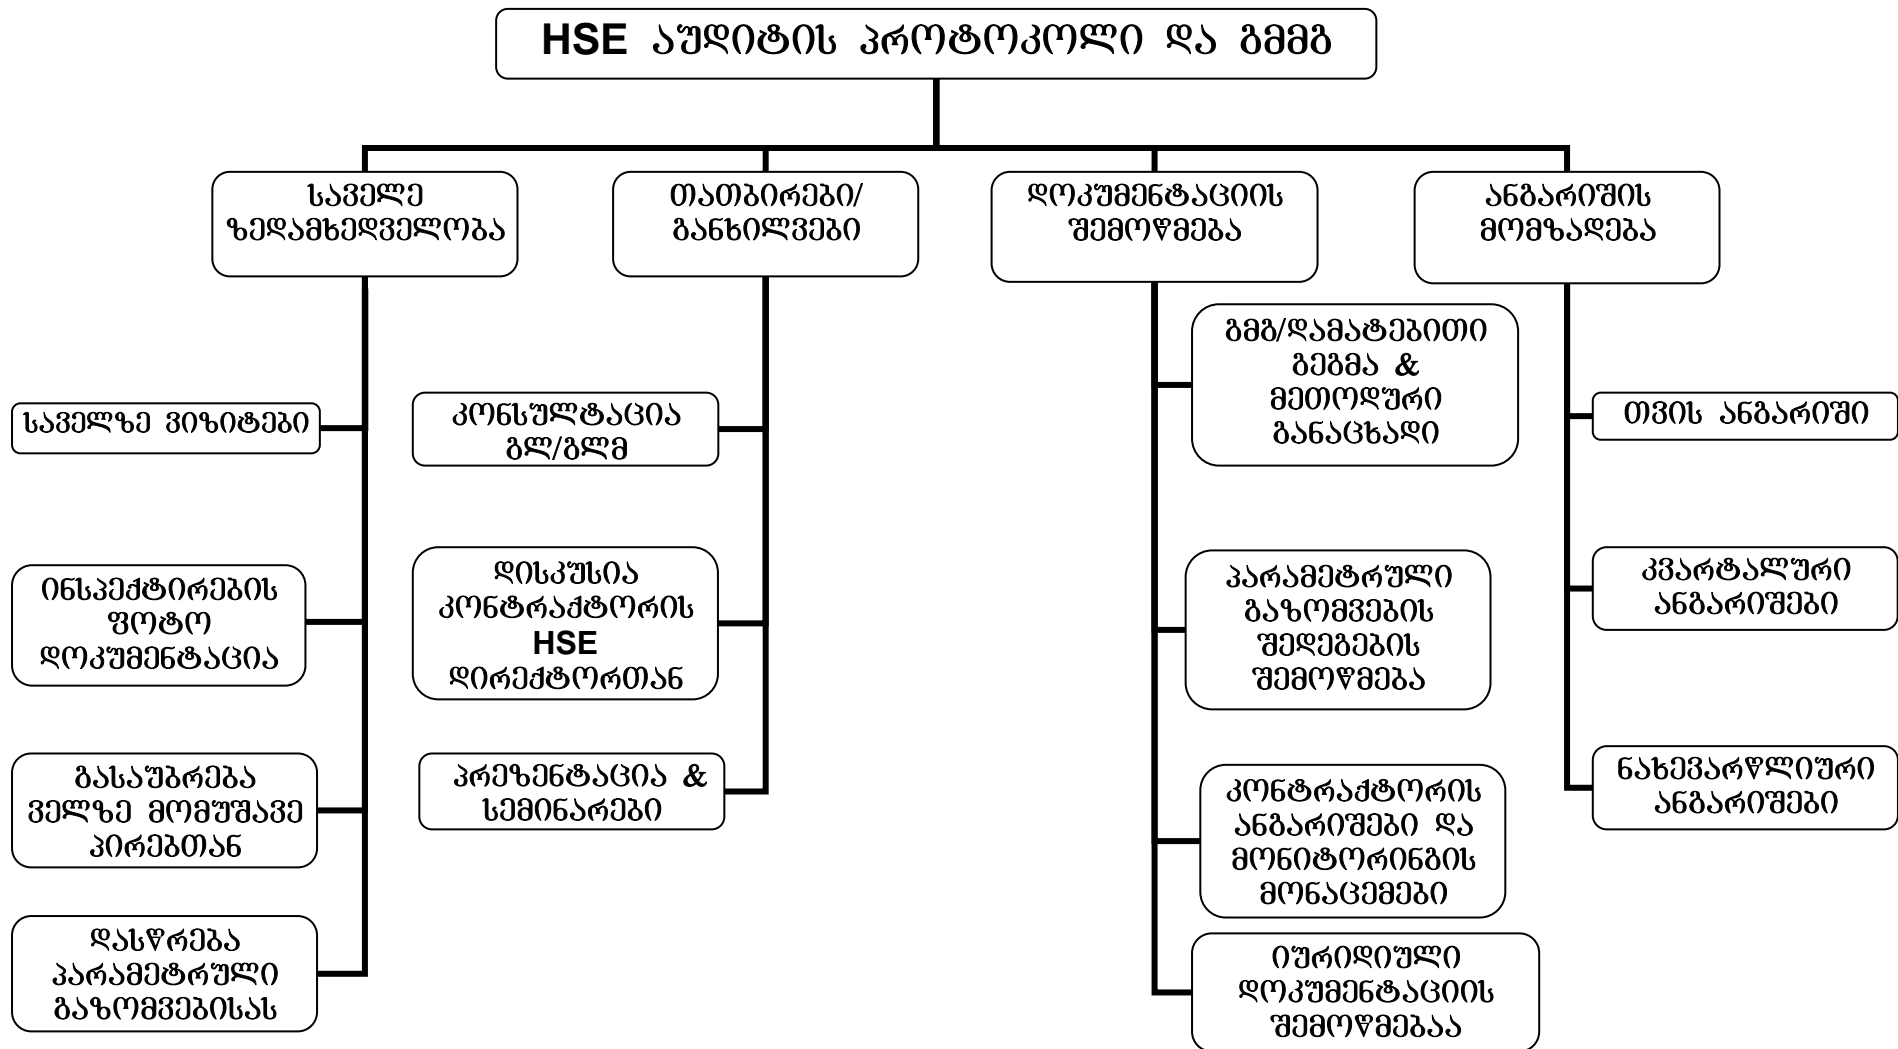 HSE აუდიტის პროტოკოლი და გმმგ
საველე
ზედამხედველობა
საველზე ვიზიტები
ინსპექტირების
ფოტო
დოკუმენტაცია
გასაუბრება
ველზე მომუშავე
პირებთან
დასწრება
პარამეტრული
გაზომვებისას
თათბირები/
განხილვები
კონსულტაცია
გლ/გლმ
დისკუსია
კონტრაქტორის
HSE
დირექტორთან
პრეზენტაცია &
სემინარები
დოკუმენტაციის
შემოწმება
გმგ/დამატებითი
გეგმა &
მეთოდური
განაცხადი
პარამეტრული
გაზომვების
შედეგების
შემოწმება
კონტრაქტორის
ანგარიშები და
მონიტორინგის
მონაცემები
იურიდიული
დოკუმენტაციის
შემოწმებაა
ანგარიშის
მომზადება
თვის ანგარიში
კვარტალური
ანგარიშები
ნახევარწლიური
ანგარიშები